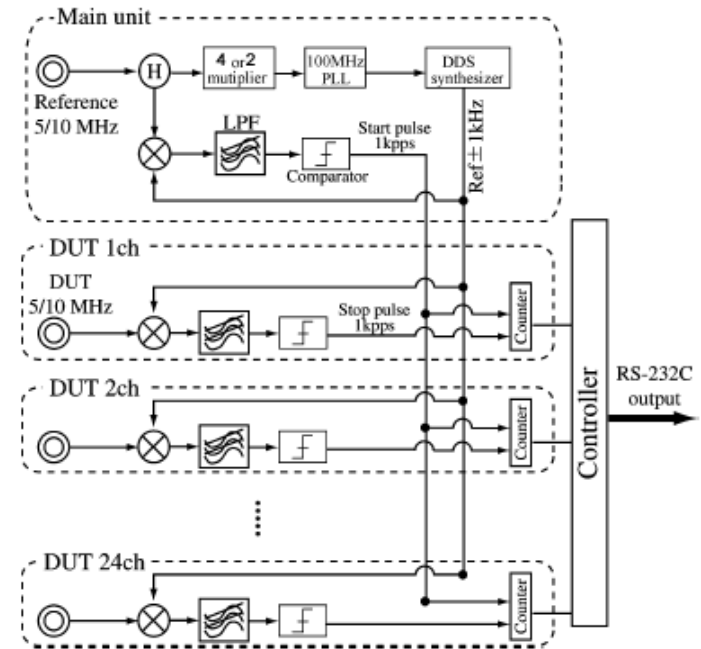 Main unit
H
4 or 2
mutiplier
100MHz
PLL
DDS
synthesizer
Reference
5/10 MHz
LPF
Comparator
Start pulse
1kpps
Ref ± 1kHz
DUT 1ch
DUT
5/10 MHz
Stop pulse
1kpps
Counter
DUT 2ch
Counter
DUT 24ch
Counter
Controller
RS-232C
output